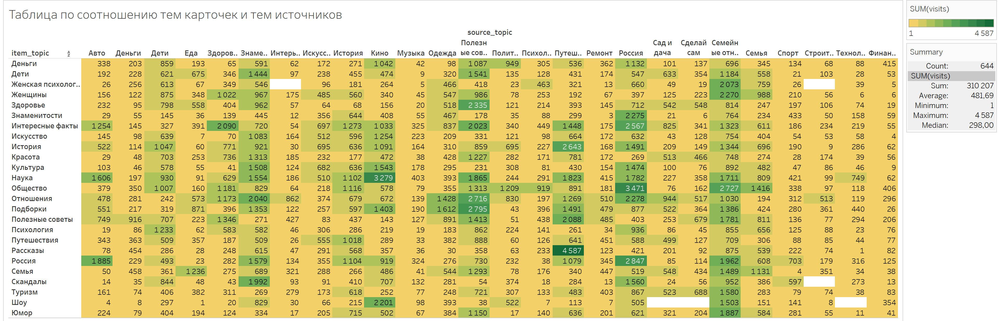 Таблица по соотношению тем карточек и тем источников
source_topic
item_topic Авто Деньги Дети Еда Здоров.. Знаме.. Интерь.. Искусс.. История Кино Музыка Одежда Полезн ые сов.. Полит.. Психол.. Путеш.. Ремонт Россия Сад и дача Сделай сам Семейн ые отн.. Семья Спорт Строит.. Технол.. Финан..
Деньги 338 203 859 193 65 591 62 172 271 1 042 42 98 1 087 949 305 536 362 1 132 101 137 696 345 134 68 88 415
Дети 192 228 621 675 346 1 444 97 238 455 474 9 320 1 541 135 128 431 174 547 633 354 1 184 558 21 103 28 53
Женская психолог.. 26 256 613 67 349 546 96 181 264 5 466 418 23 463 321 13 660 49 19 2 073 759 26 39 5
Женщины 156 122 875 348 1 022 967 175 485 560 340 45 547 986 78 253 192 67 397 125 223 2 270 988 210 56 6 6
Здоровье 232 95 798 558 404 962 57 64 68 156 20 518 2 335 121 214 393 145 712 542 548 814 247 197 106 74 19
Знаменитости 29 55 145 36 139 445 12 356 644 408 55 467 178 35 88 299 3 2 275 21 6 764 234 433 50 158 59
Интересные факты 1 254 145 327 391 2 090 720 54 697 1 273 1 033 325 837 2 023 340 449 1 448 175 2 567 825 341 1 323 611 186 234 219 55
Искусство 145 98 639 7 70 1 083 164 512 596 1 254 223 209 331 121 98 664 172 632 43 128 754 404 54 53 58 4
История 522 114 1 047 60 771 921 30 695 636 1 091 164 310 859 695 227 2 643 168 1 491 209 149 1 344 696 190 9 286 62
Красота 29 48 703 253 736 1 313 185 232 177 472 38 428 1 227 282 171 781 172 269 513 466 748 274 28 174 39 56
Культура 103 46 578 55 41 1 508 124 682 636 1 543 178 295 231 308 81 430 154 1 474 100 76 892 482 47 86 46 9
Наука 1 606 197 930 91 629 1 554 186 510 1 102 3 279 403 393 1 865 244 291 1 823 415 1 782 227 358 1 711 809 421 99 749 62
Общество 379 350 1 007 160 1 181 829 64 218 1 116 578 79 355 1 313 1 209 919 891 181 3 471 76 162 2 727 1 416 338 97 118 406
Отношения 478 281 242 573 1 173 2 040 862 374 679 672 139 1 428 2 716 830 197 1 269 510 2 278 944 517 1 030 194 312 513 119 296
Подборки 551 217 319 871 396 1 353 122 257 597 1 403 190 1 612 2 795 43 396 1 491 479 877 522 364 1 386 424 280 361 440 26
Полезные советы 749 916 707 223 1 346 271 427 83 437 143 127 891 1 413 51 438 2 088 485 403 253 679 1 781 811 136 77 294 206
Психология 19 86 1 233 62 583 582 46 306 286 219 19 183 862 224 141 261 34 936 86 45 855 656 125 88 23 76
Путешествия 343 363 509 357 187 509 26 555 1 018 289 33 382 888 60 126 641 451 588 499 127 709 306 88 85 44 77
Рассказы 78 454 286 28 248 615 47 291 568 357 36 30 358 63 233 4 587 123 421 201 92 875 539 222 74 1 82
Россия 1 885 229 493 23 282 1 579 134 355 1 104 919 324 276 730 232 38 1 079 345 2 847 85 114 1 962 608 703 179 316 125
Семья 50 458 361 1 236 275 689 321 288 266 486 41 544 1 293 78 176 340 447 519 548 434 1 489 1 131 4 351 34 38
Скандалы 14 35 844 48 43 1 992 93 91 410 707 132 281 54 374 18 284 13 1 560 24 56 952 386 597 273 13
Туризм 161 74 406 382 311 269 279 173 618 252 77 248 721 307 133 483 403 867 523 688 1 580 283 79 74 38 83
Шоу 4 8 297 1 20 829 30 66 215 2 201 98 393 38 522 7 113 7 505 1 503 151 141 8 354
Юмор 224 79 404 194 124 334 17 205 715 502 67 384 1 150 17 140 636 201 621 321 204 1 887 584 281 55 11 41
SUM(visits)
1 4 587
Summary
Count: 644
SUM(visits)
Sum: 310 207
Average: 481,69
Minimum: 1
Maximum: 4 587
Median: 298,00